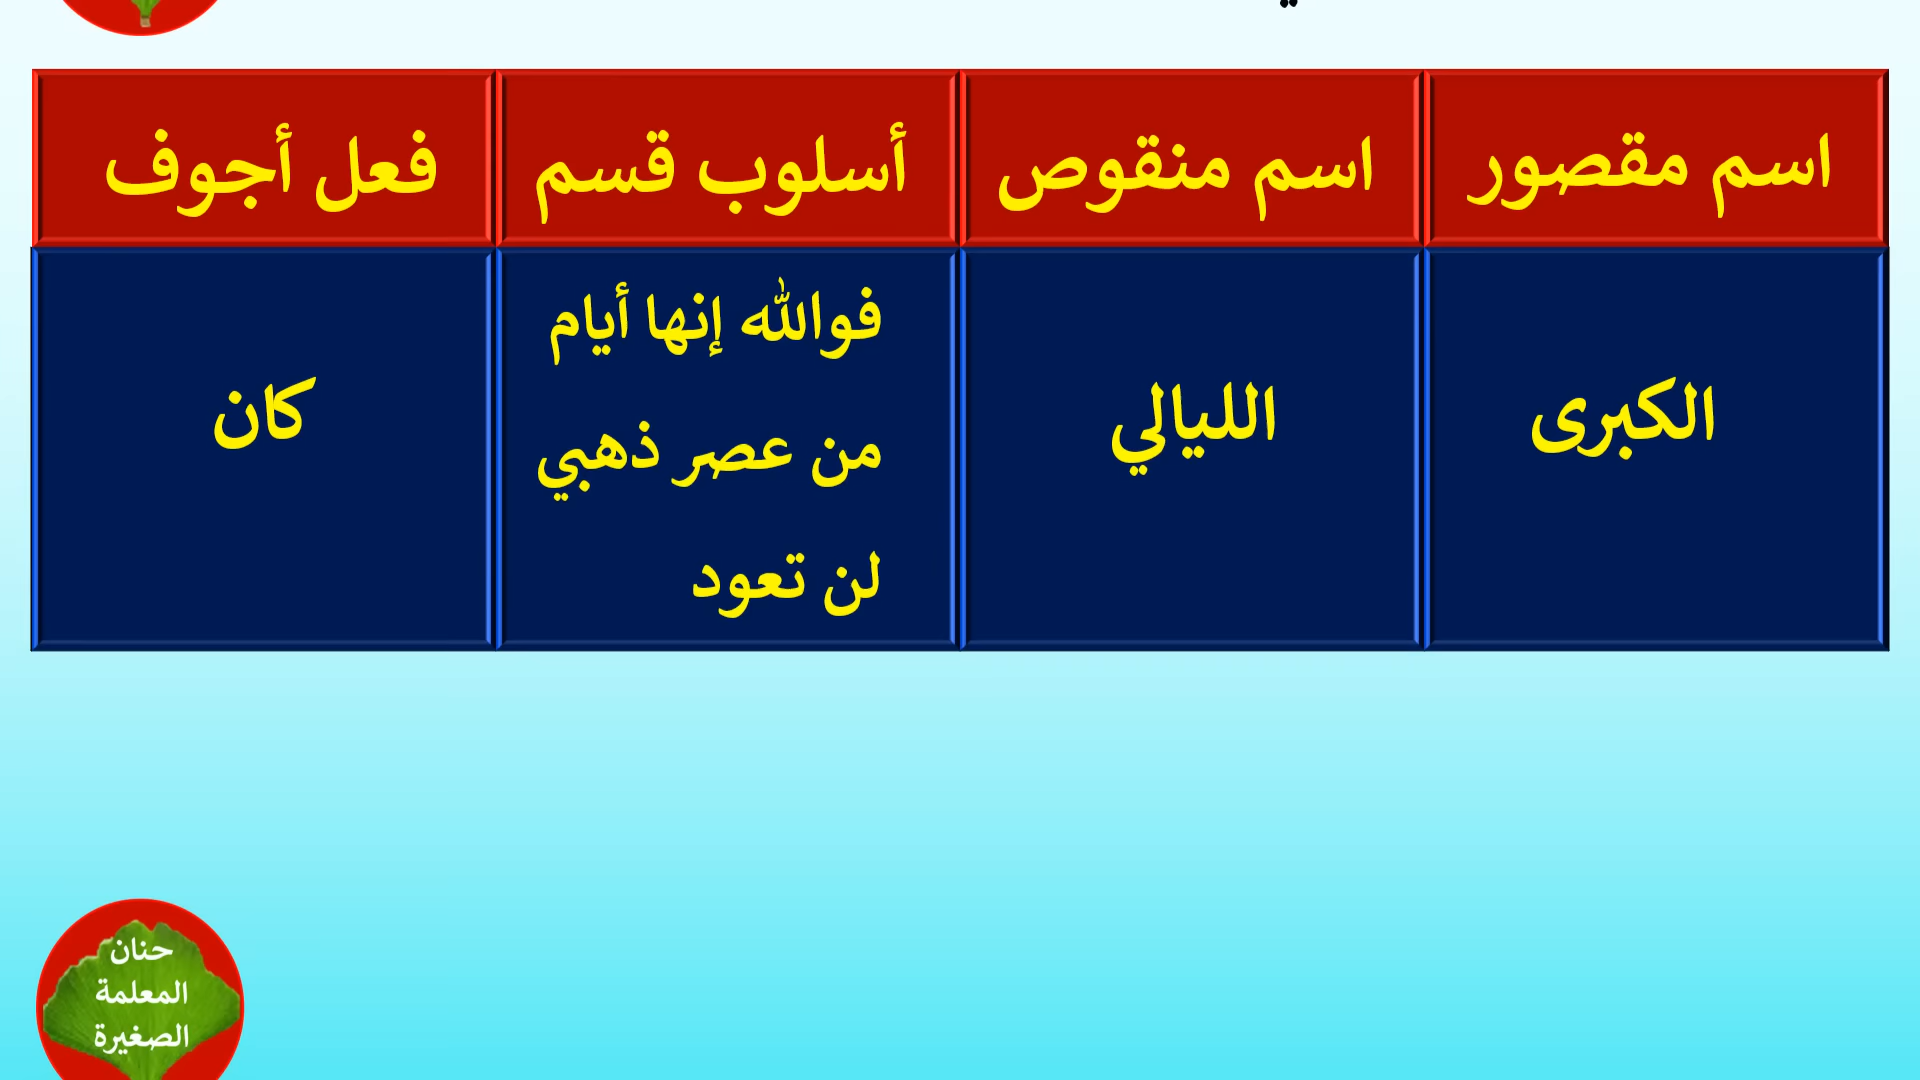 اسم مقصور
اسم منقوص
أسلوب قسم
فعل أجوف
الكبرى
الليالي
فوالله إنها أيام
من عصر ذهبي
لن تعود
كان
حنان
المعلمة
الصغيرة